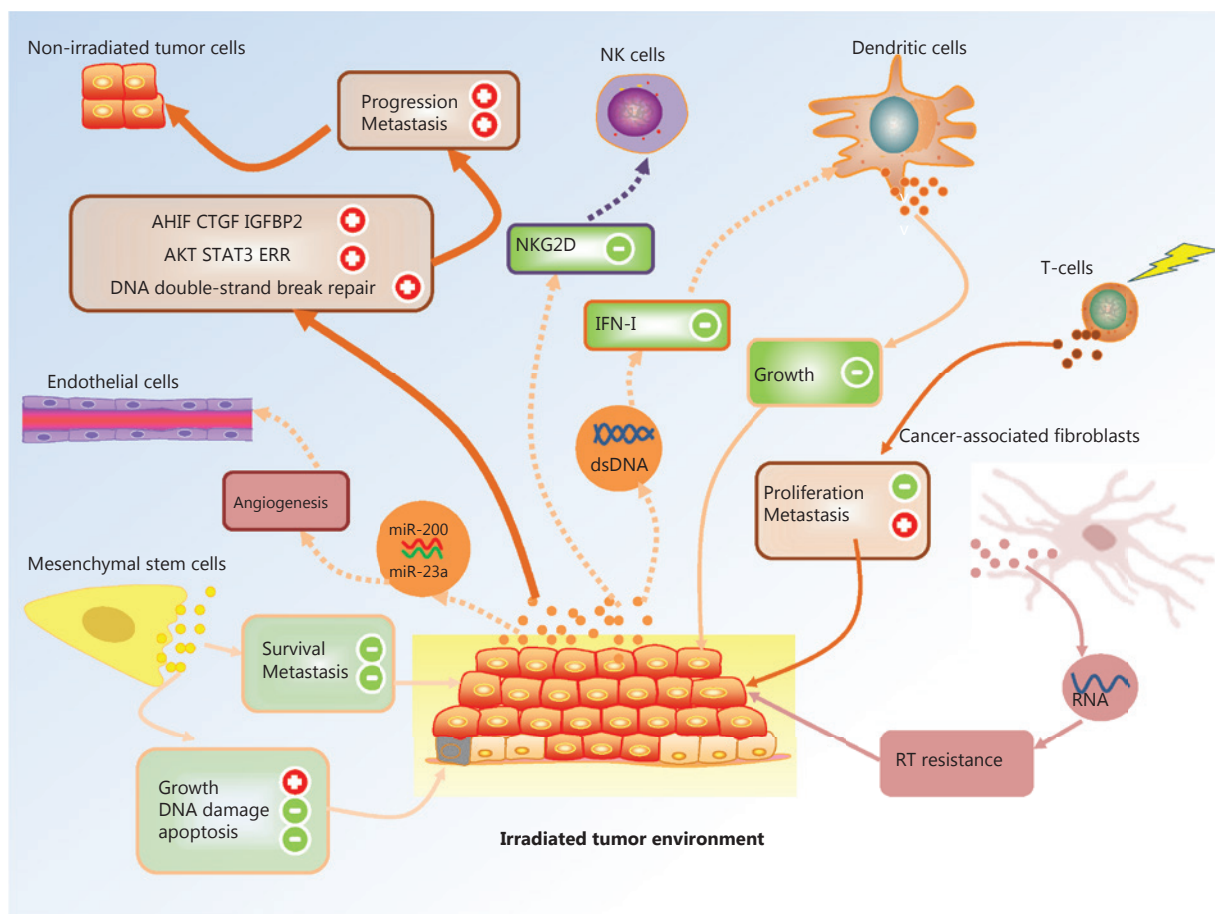 Non-irradiated tumor cells
NK cells
Dendritic cells
Progression
Metastasis
AHIF CTGF IGFBP2
AKT STAT3 ERR
DNA double-strand break repair
NKG2D
v
T-cells
IFN-I
Growth
Endothelial cells
dsDNA
Cancer-associated fibroblasts
Angiogenesis
miR-200
miR-23a
Proliferation
Metastasis
Mesenchymal stem cells
Survival
Metastasis
RNA
RT resistance
Growth
DNA damage
apoptosis
Irradiated tumor environment